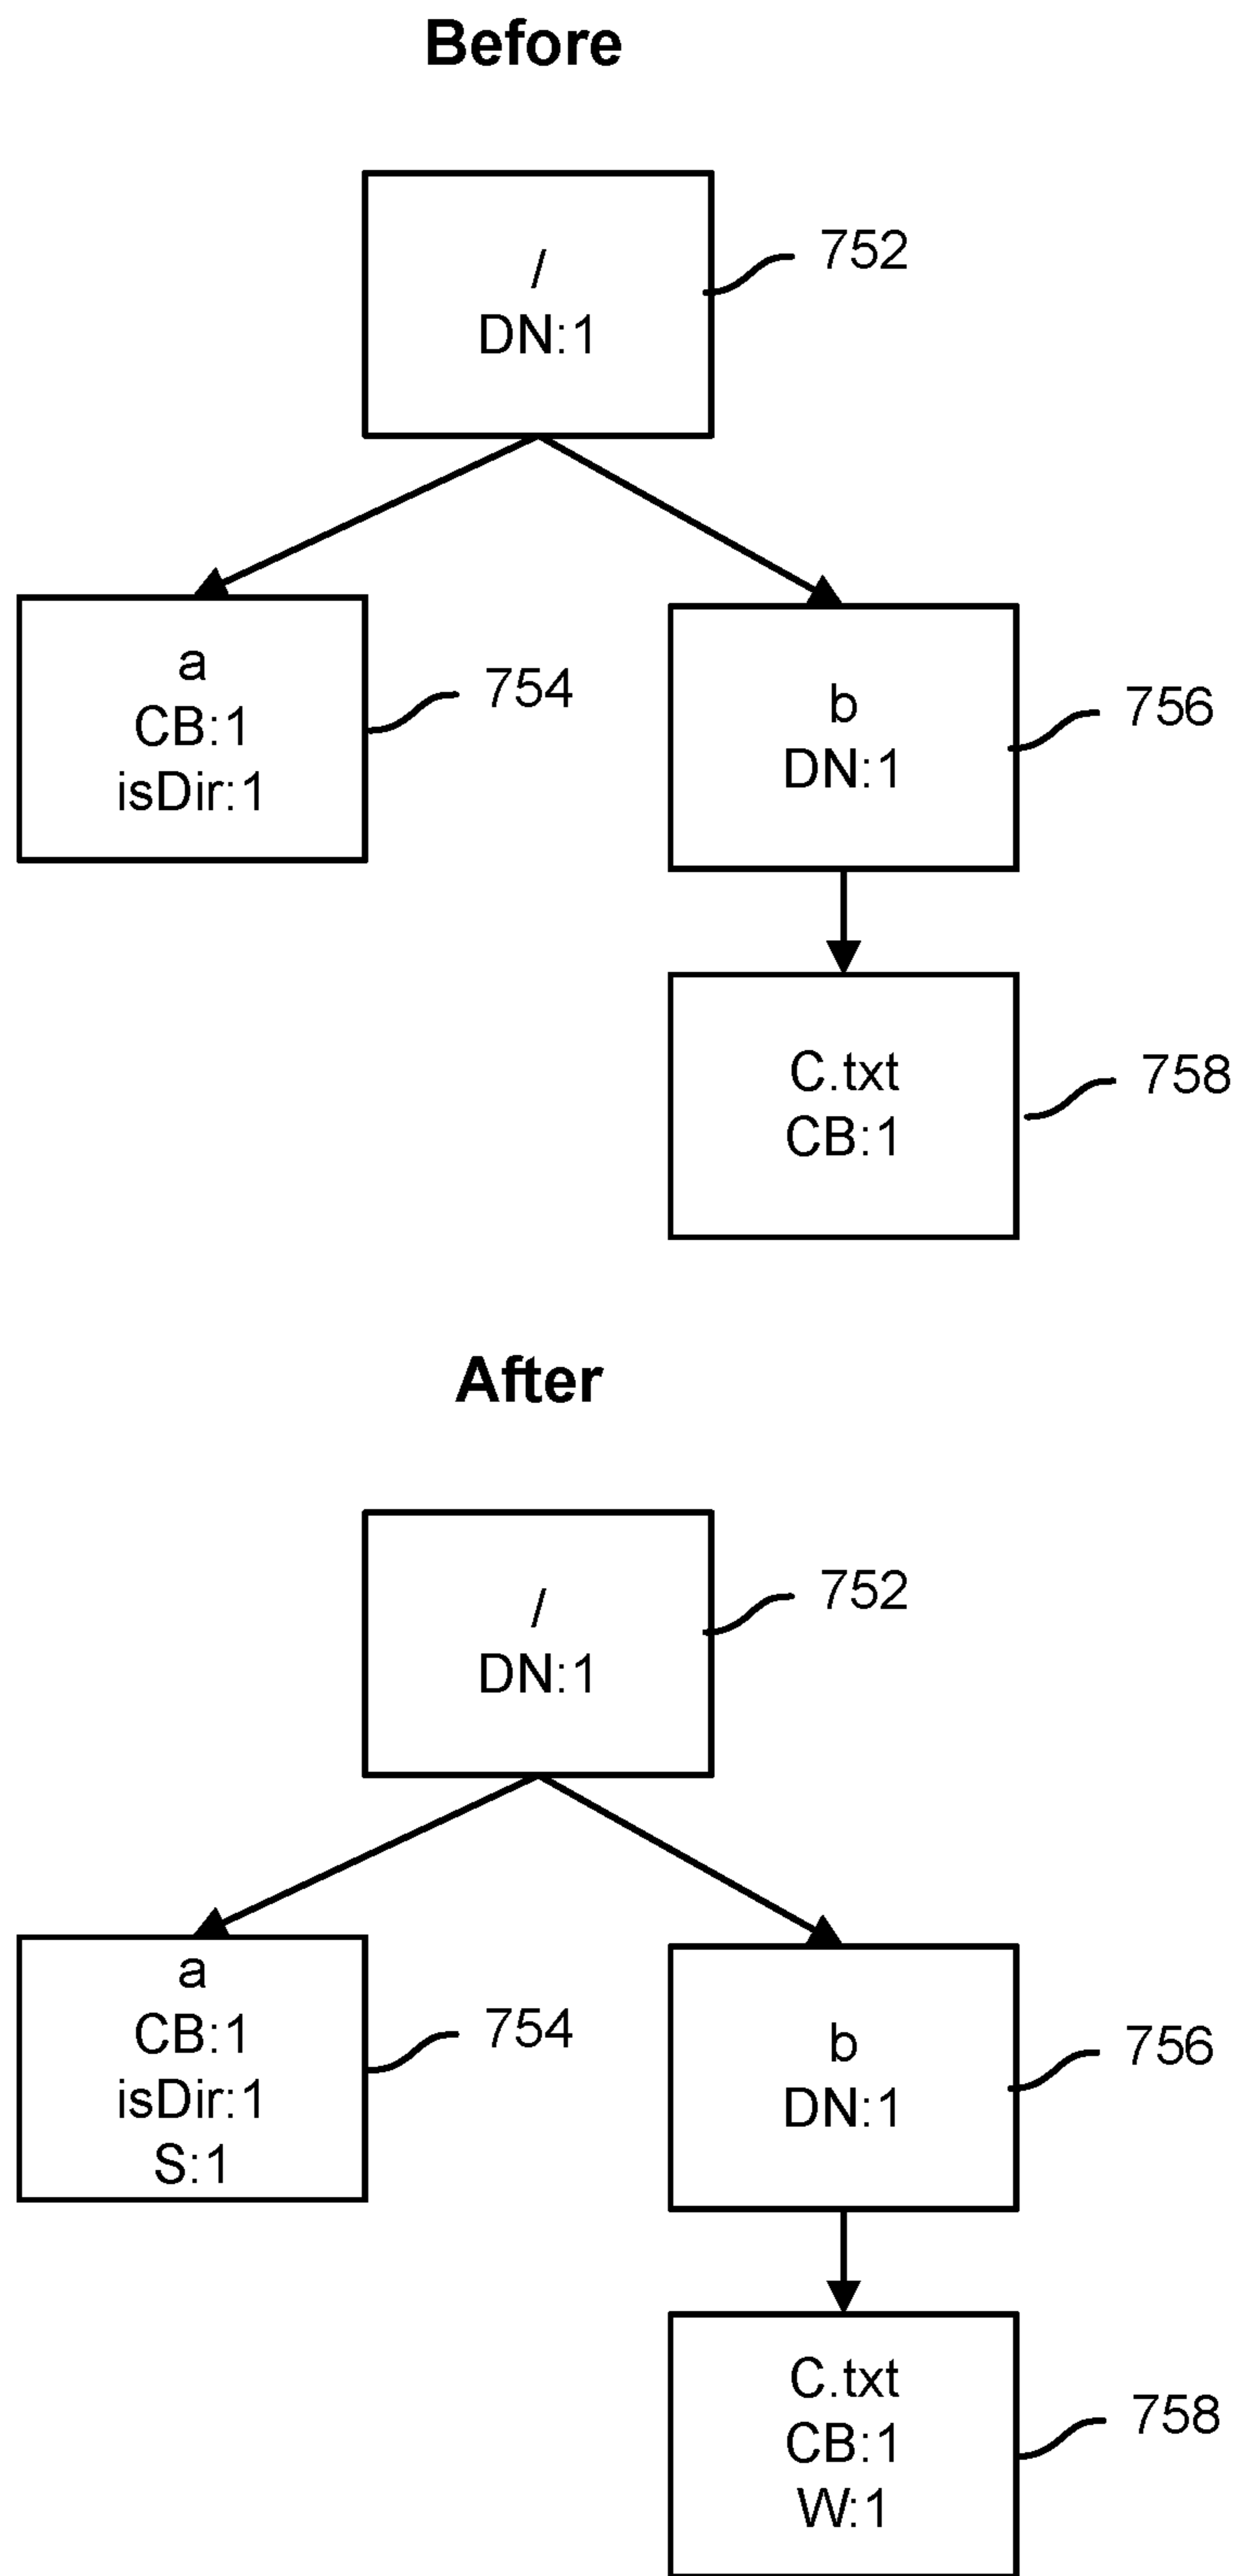 Before
/
DN:1
752
a
CB:1
isDir:1
754
b
DN:1
756
C.txt
CB:1
758
After
/
DN:1
752
a
CB:1
isDir:1
S:1
754
b
DN:1
756
C.txt
CB:1
W:1
758